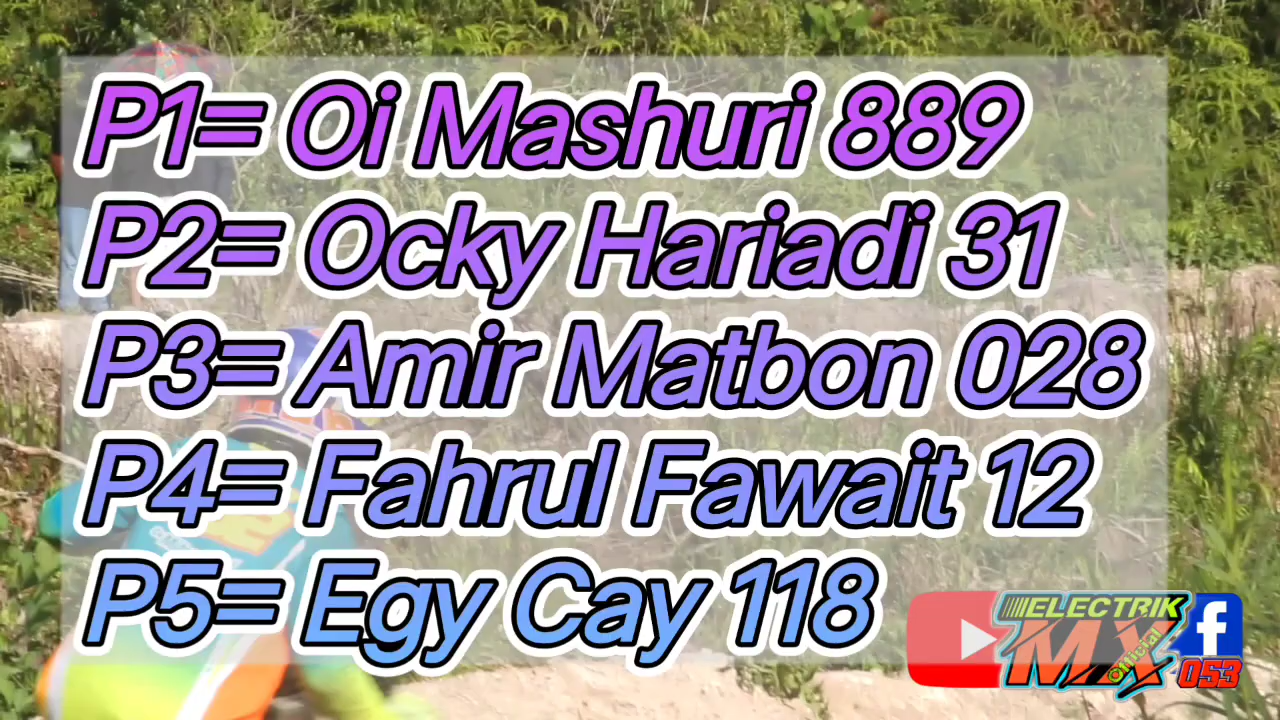 P1= Oi Mashuri 889
P2= Ocky Hariadi 31
P3= Amir Matbon 028
P4= Fahrul Fawait 12
P5= Egy Cay 118
ELECTRIK
MX
Official
053